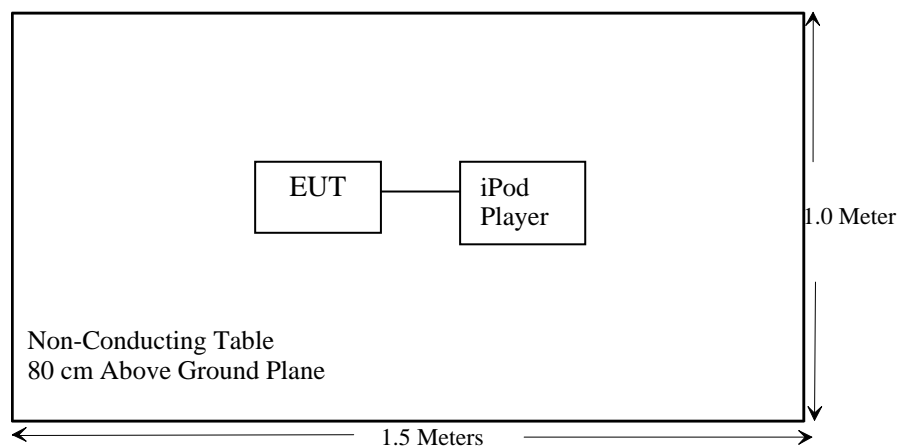 EUT
iPod
Player
1.0 Meter
Non-Conducting Table
80 cm Above Ground Plane
1.5 Meters